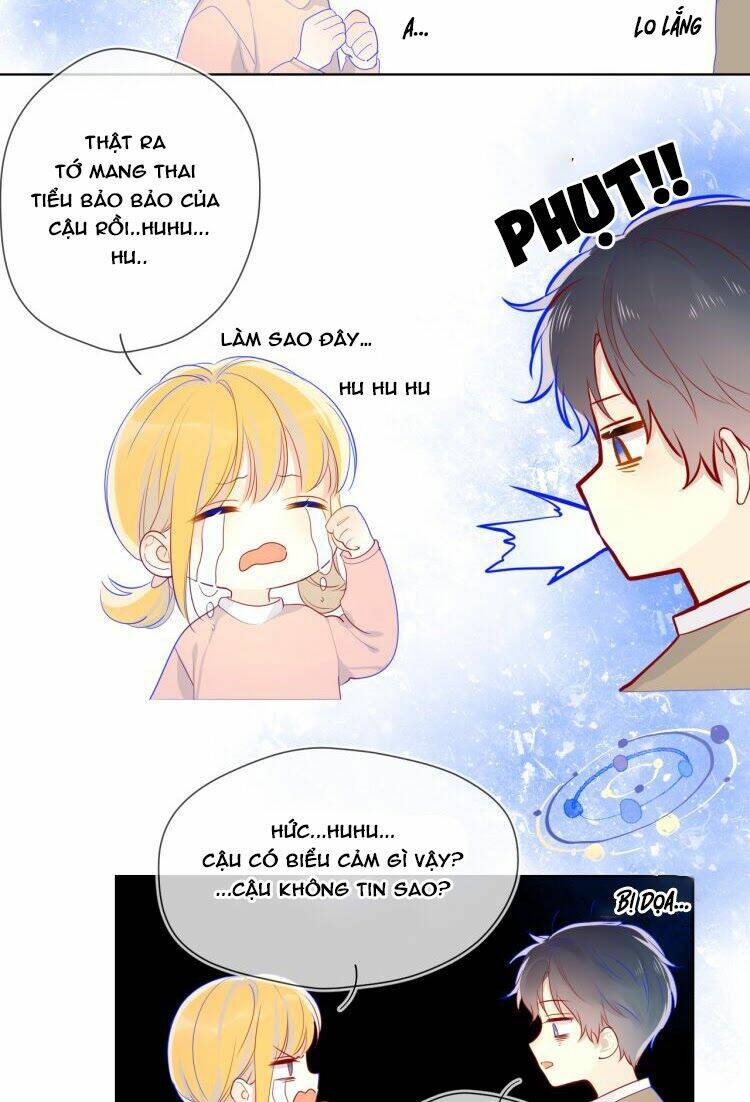 A...
LO LẮNG
THẬT RA
TỚ MANG THAI
TIỂU BẢO BẢO CỦA
CẬU RỒI..HUHU...
HU..
PHỤT!!
LÀM SAO ĐÂY...
HU HU HU
HỨC...HUHU...
CẬU CÓ BIỂU CẢM GÌ VẬY?
...CẬU KHÔNG TIN SAO?
BỊ DỌA...